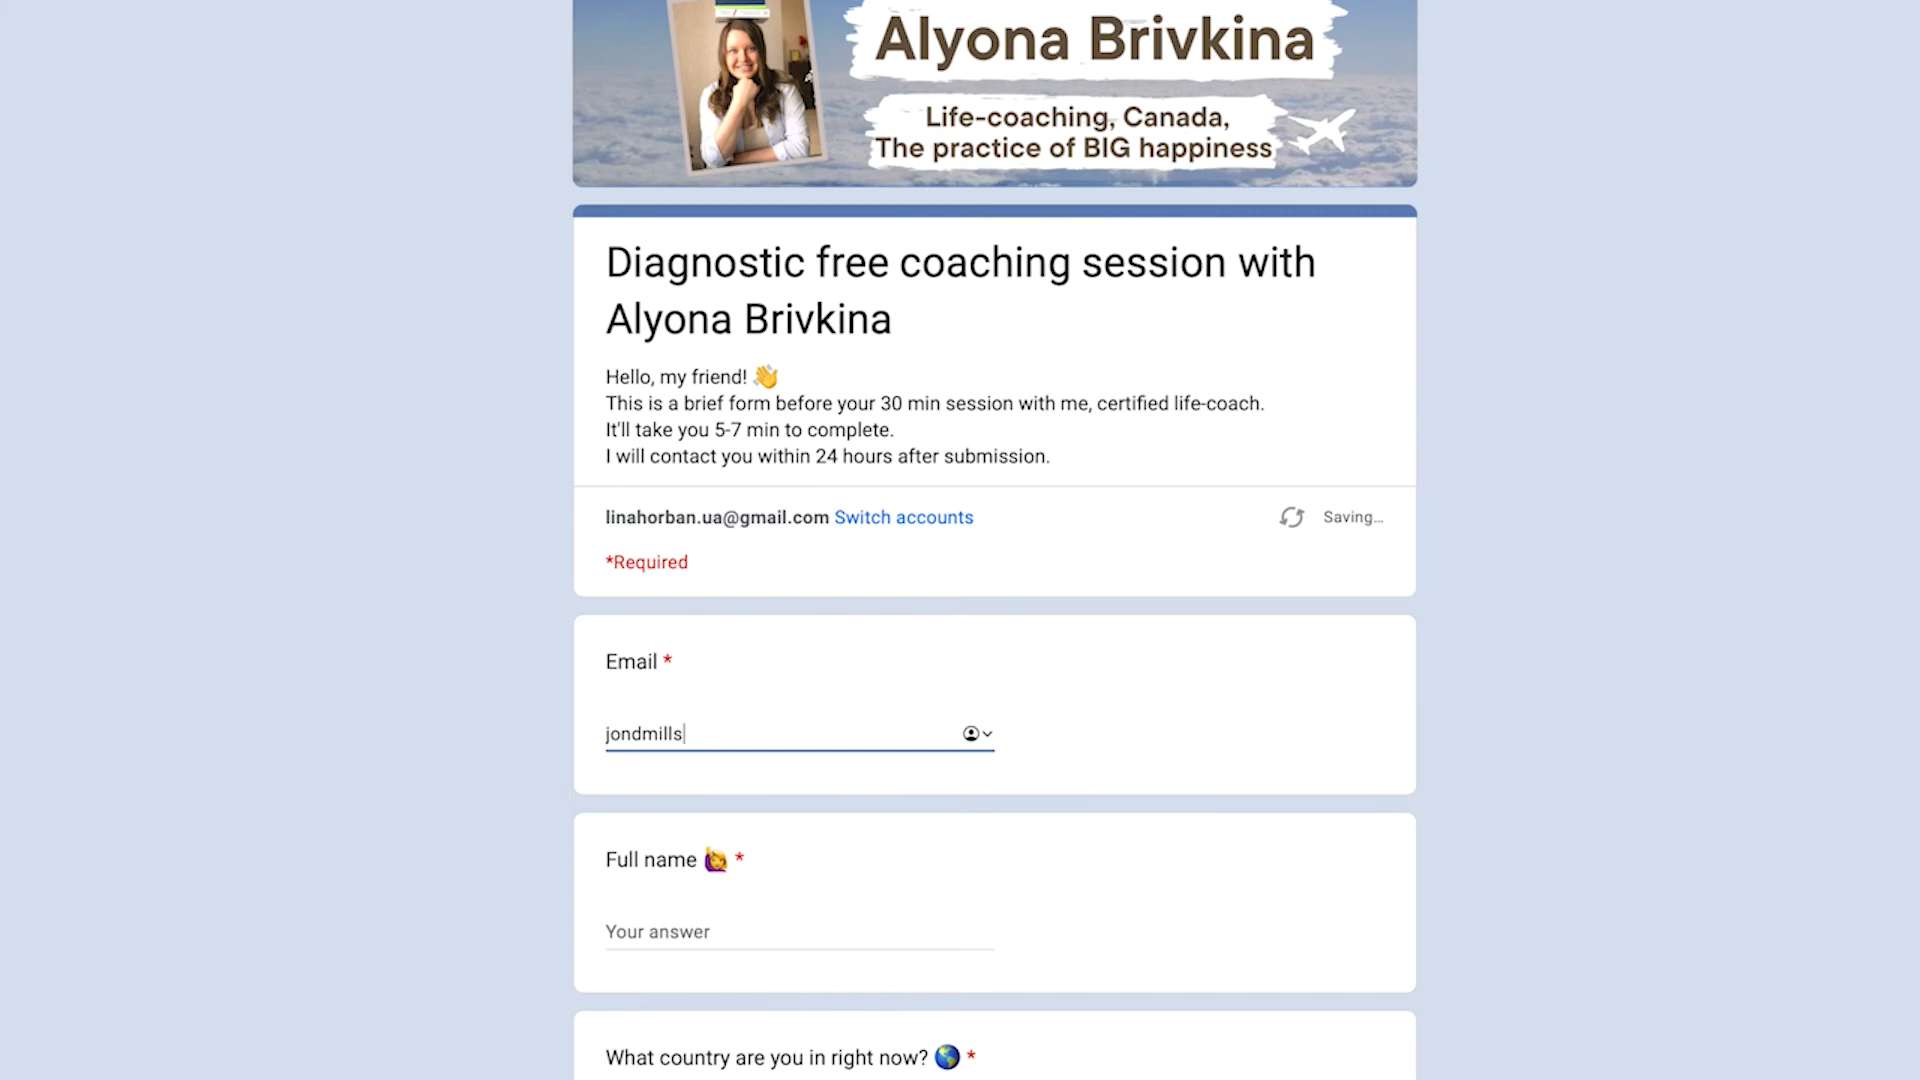 Alyona Brivkina
Life-coaching, Canada,
The practice of BIG happiness
Diagnostic free coaching session with
Alyona Brivkina
Hello, my friend! 👋
This is a brief form before your 30 min session with me, certified life-coach.
It'll take you 5-7 min to complete.
I will contact you within 24 hours after submission.
linahorban.ua@gmail.com Switch accounts
Saving...
*Required
Email *
jondmills
Full name 🙋‍♀️ *
Your answer
What country are you in right now? 🌎 *